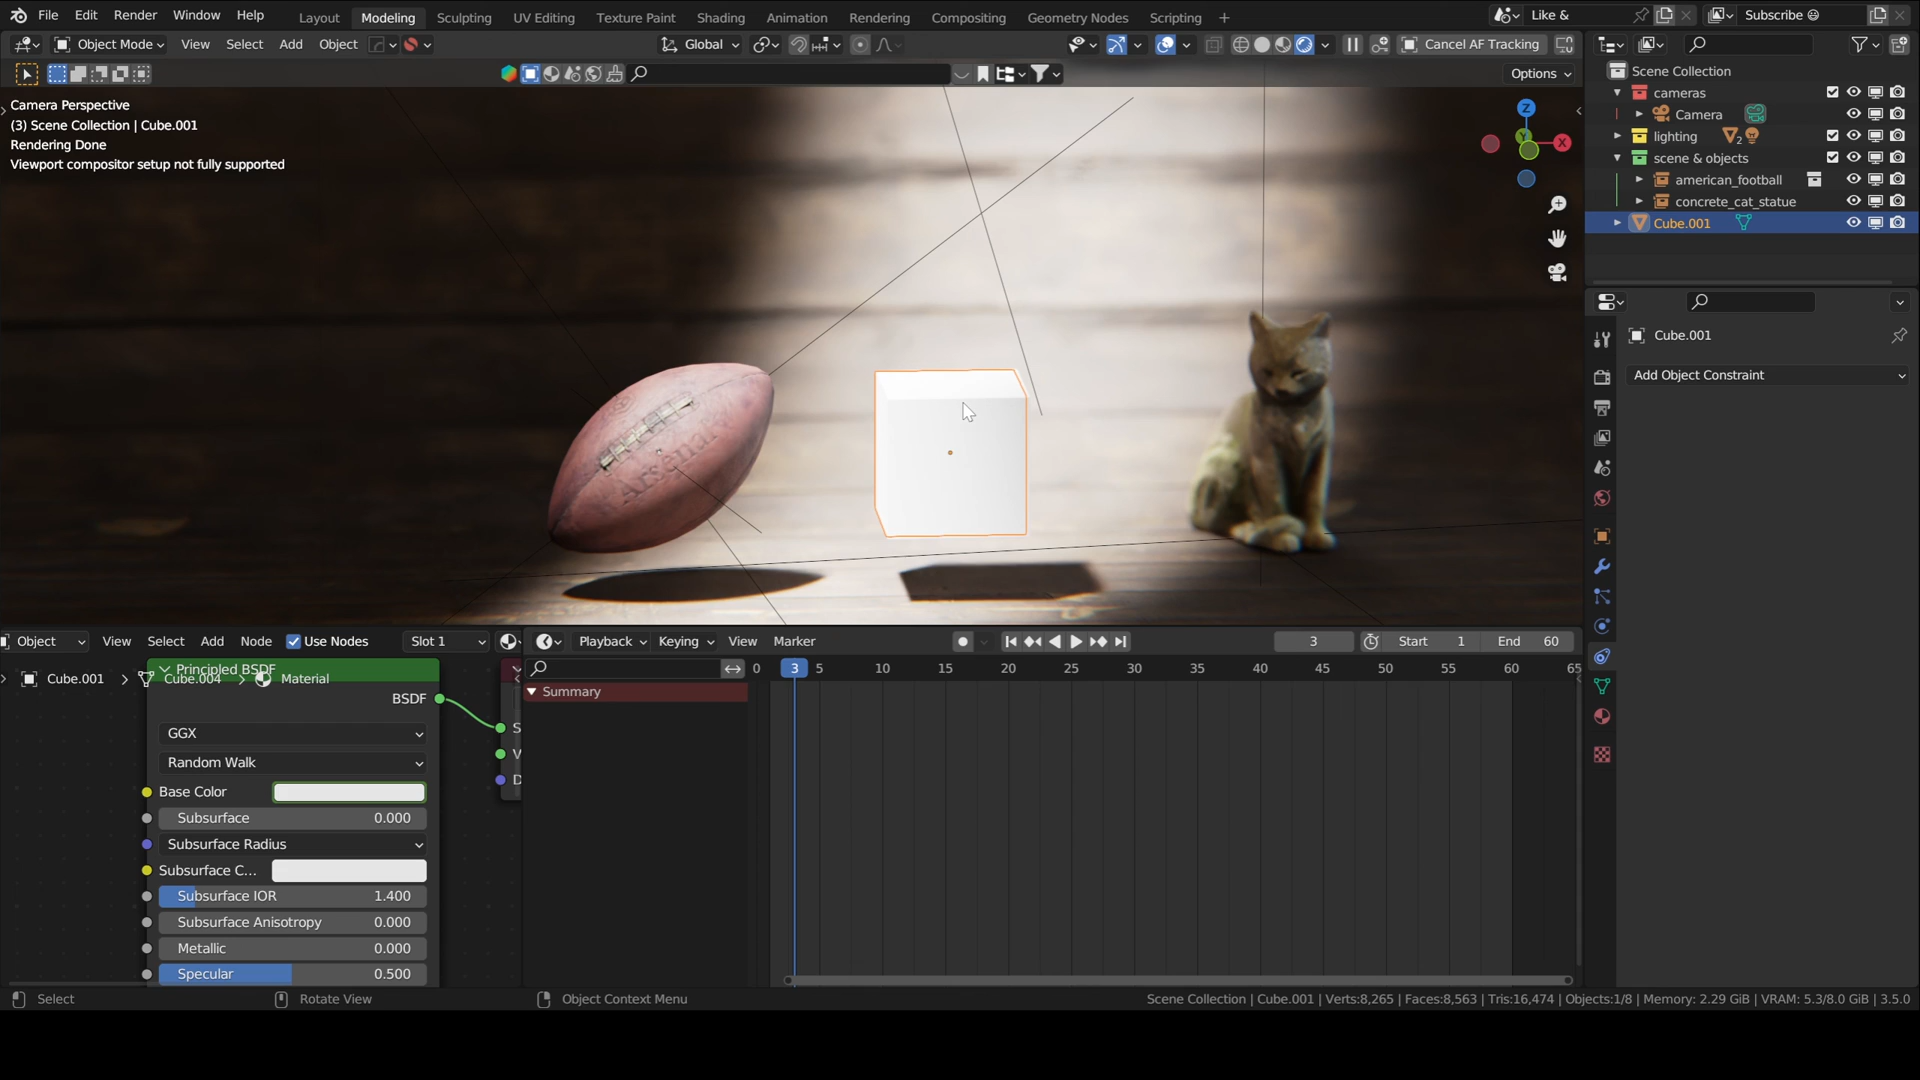 File Edit Render Window Help Layout Modeling Sculpting UV Editing Texture Paint Shading Animation Rendering Compositing Geometry Nodes Scripting + Like & Subscribe 😃
Object Mode View Select Add Object Global Cancel AF Tracking
Options
Camera Perspective
(3) Scene Collection | Cube.001
Rendering Done
Viewport compositor setup not fully supported
Z
Y
X
Arsenal
Scene Collection
cameras
Camera
lighting 2
scene & objects
american_football
concrete_cat_statue
Cube.001
Cube.001
Add Object Constraint
Object View Select Add Node Use Nodes Slot 1
Cube.001 > Cube.004 > Material
Principled BSDF
BSDF
GGX
Random Walk
Base Color
Subsurface 0.000
Subsurface Radius
Subsurface C...
Subsurface IOR 1.400
Subsurface Anisotropy 0.000
Metallic 0.000
Specular 0.500
S
V
D
Playback Keying View Marker 3 Start 1 End 60
0 3 5 10 15 20 25 30 35 40 45 50 55 60 65
Summary
Select Rotate View Object Context Menu Scene Collection | Cube.001 | Verts:8,265 | Faces:8,563 | Tris:16,474 | Objects:1/8 | Memory: 2.29 GiB | VRAM: 5.3/8.0 GiB | 3.5.0